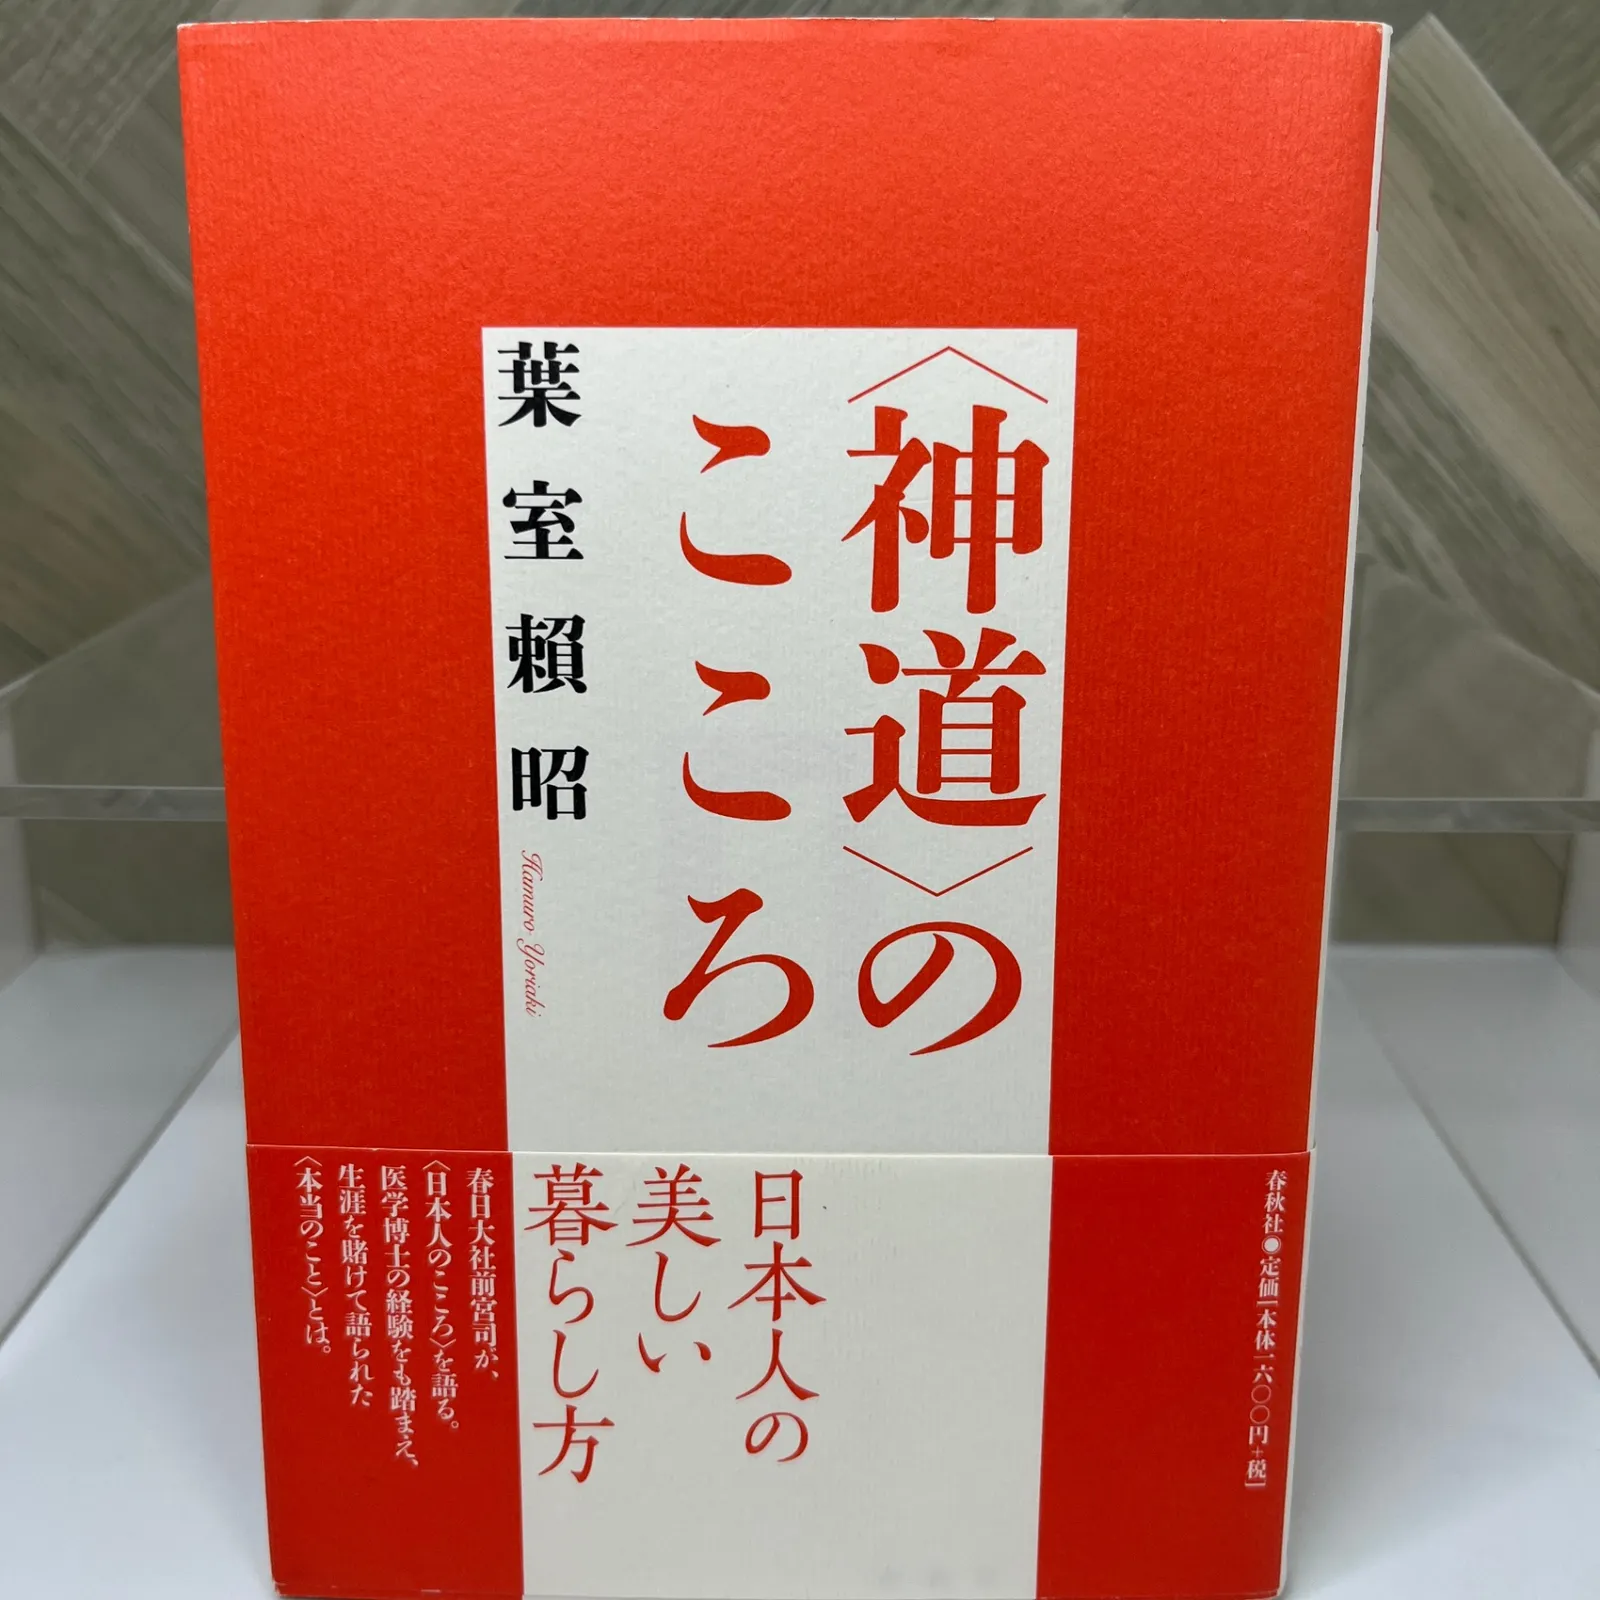 〈神道〉の
こころ
葉室頼昭
Hamuro Yoriaki
日本人の
美しい
暮らし方
春日大社前宮司が、
〈日本人のこころ〉を語る。
医学博士の経験をも踏まえ、
生涯を賭けて語られた
〈本当のこと〉とは。
春秋社●定価[本体一六〇〇円+税]